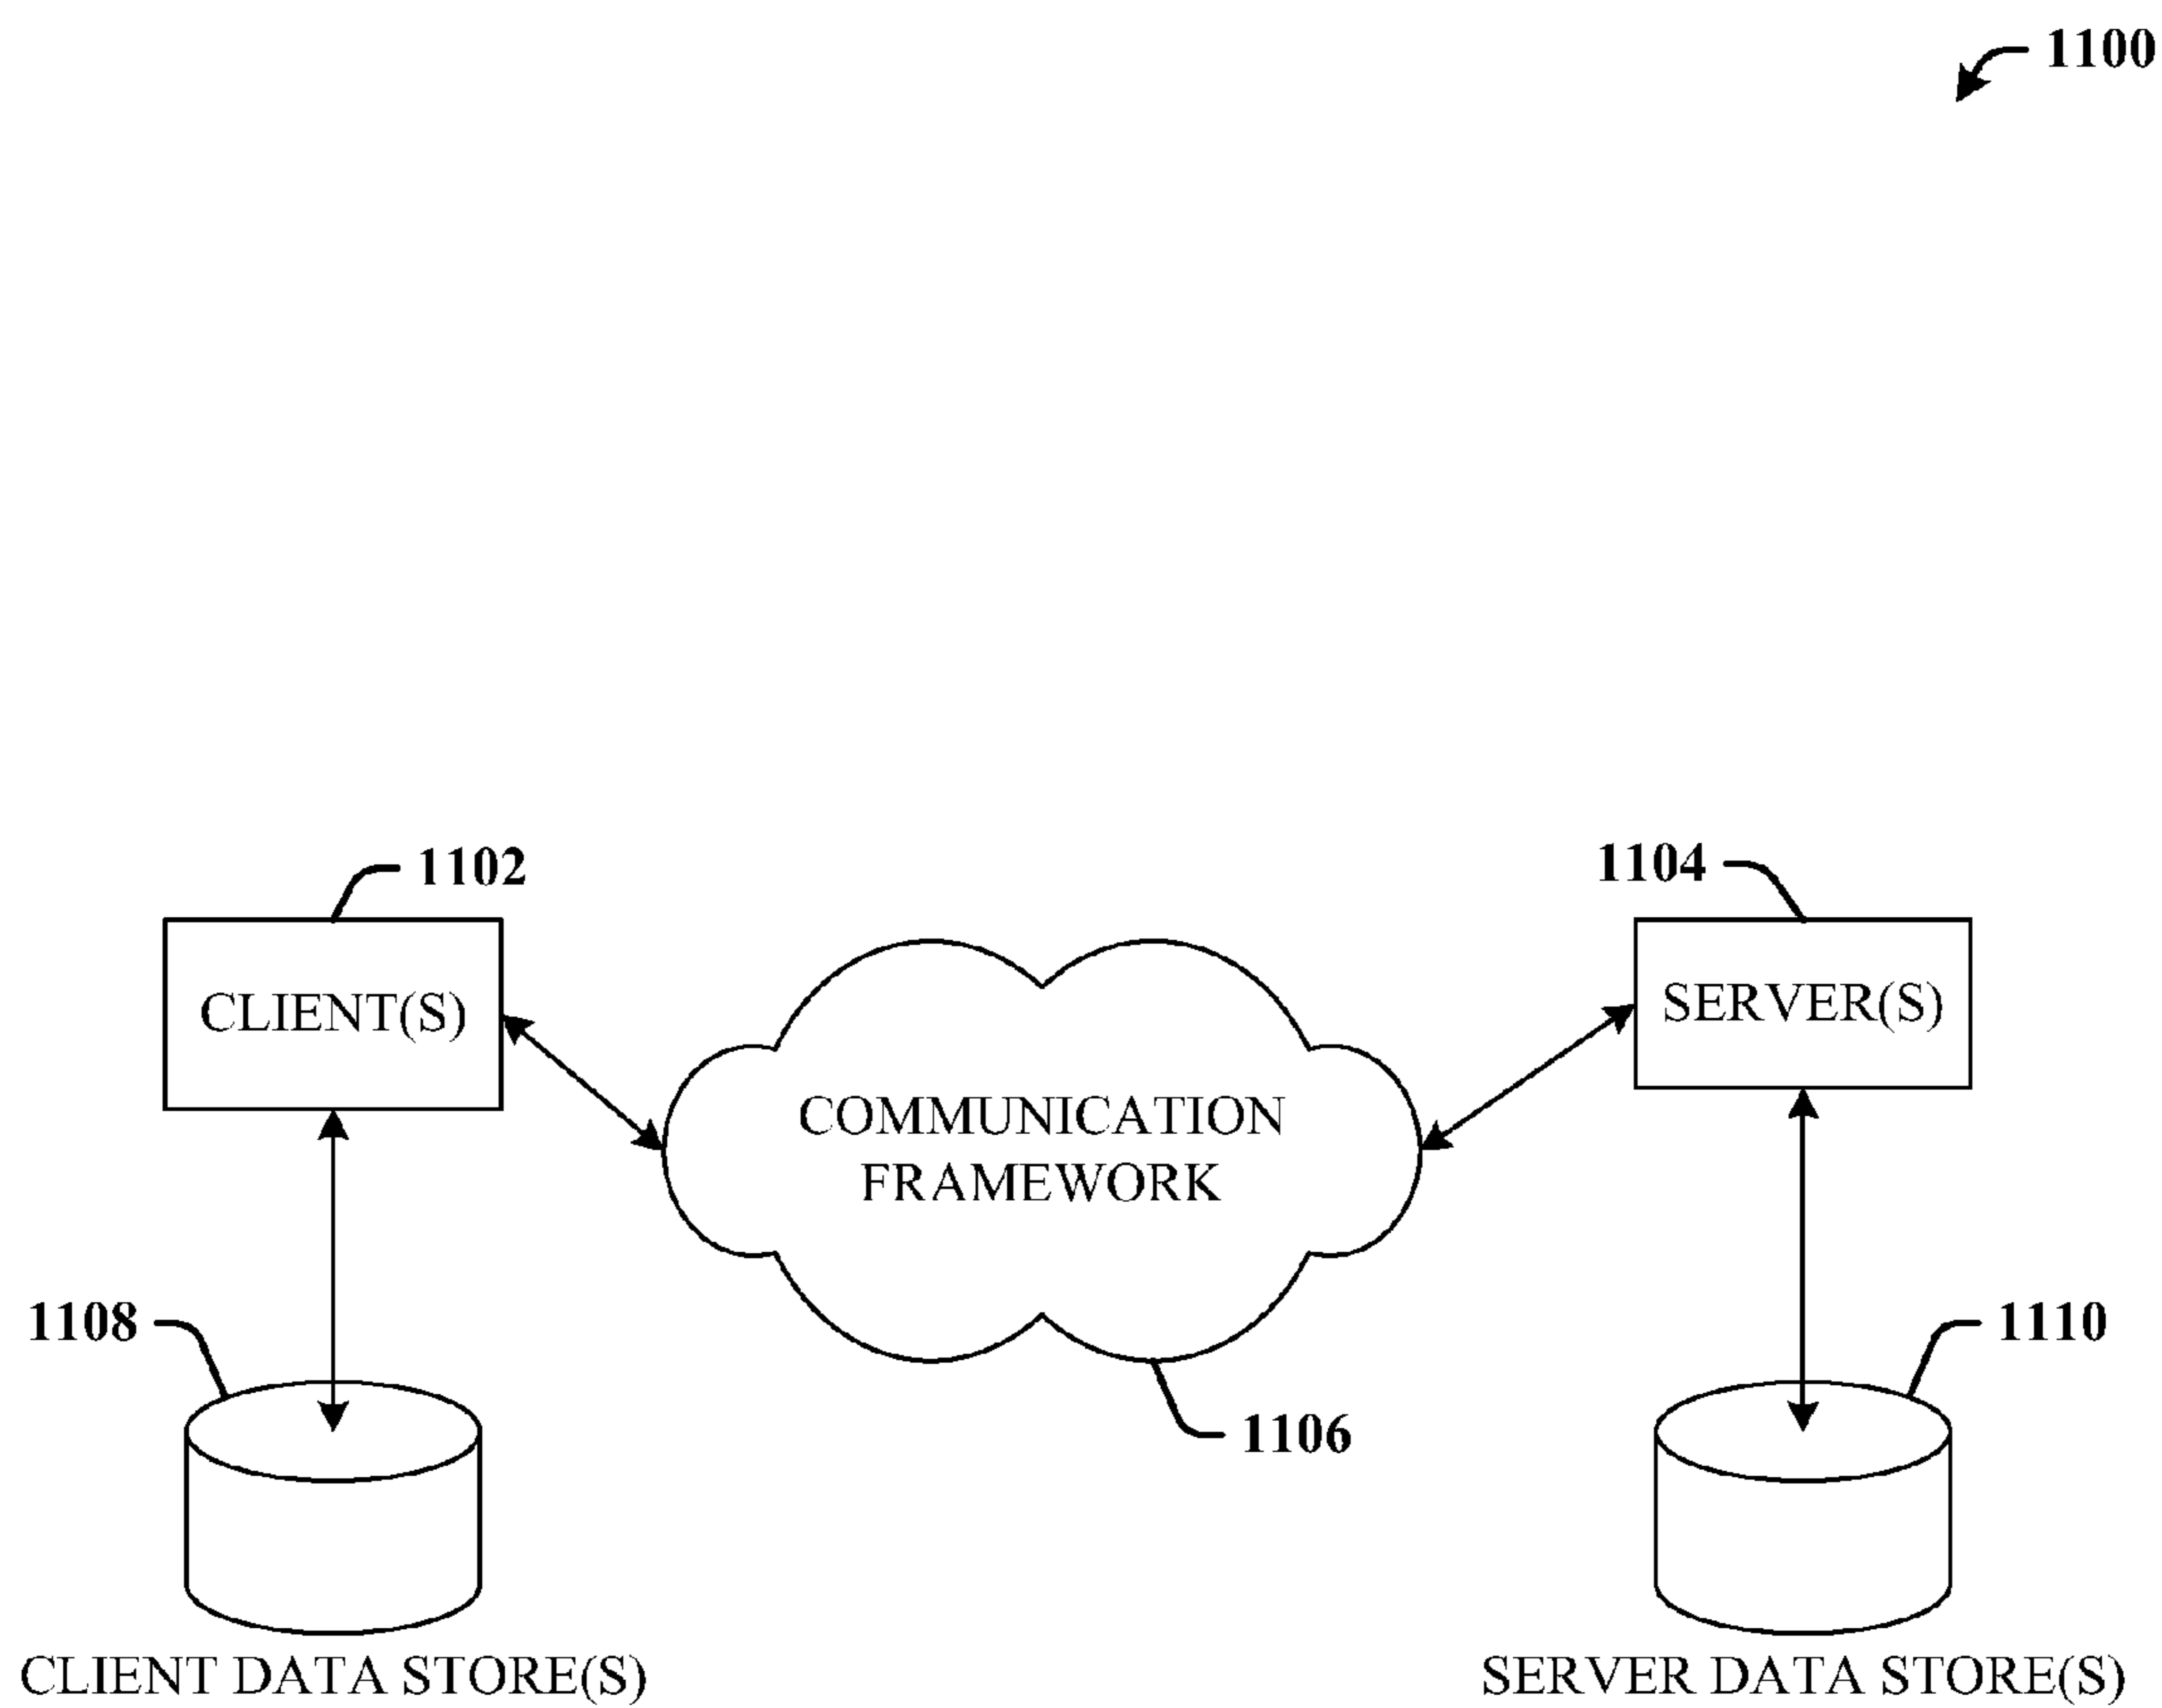 1100
1102
1104
CLIENT(S)
SERVER(S)
COMMUNICATION
FRAMEWORK
1108
1110
1106
CLIENT DATA STORE(S)
SERVER DATA STORE(S)